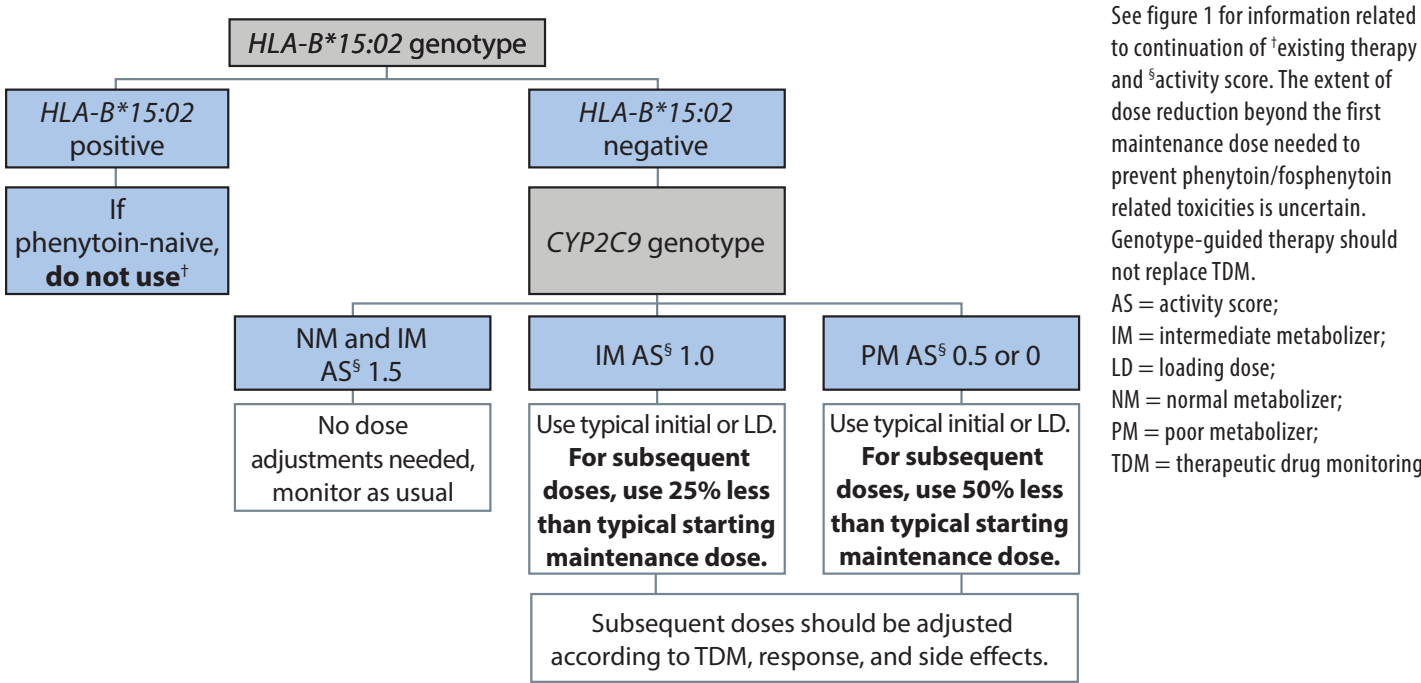 HLA-B*15:02 genotype
HLA-B*15:02
positive
HLA-B*15:02
negative
If
phenytoin-naive,
do not use†
CYP2C9 genotype
NM and IM
AS§ 1.5
IM AS§ 1.0
PM AS§ 0.5 or 0
No dose
adjustments needed,
monitor as usual
Use typical initial or LD.
For subsequent
doses, use 25% less
than typical starting
maintenance dose.
Use typical initial or LD.
For subsequent
doses, use 50% less
than typical starting
maintenance dose.
Subsequent doses should be adjusted
according to TDM, response, and side effects.
See figure 1 for information related
to continuation of †existing therapy
and §activity score. The extent of
dose reduction beyond the first
maintenance dose needed to
prevent phenytoin/fosphenytoin
related toxicities is uncertain.
Genotype-guided therapy should
not replace TDM.
AS = activity score;
IM = intermediate metabolizer;
LD = loading dose;
NM = normal metabolizer;
PM = poor metabolizer;
TDM = therapeutic drug monitoring